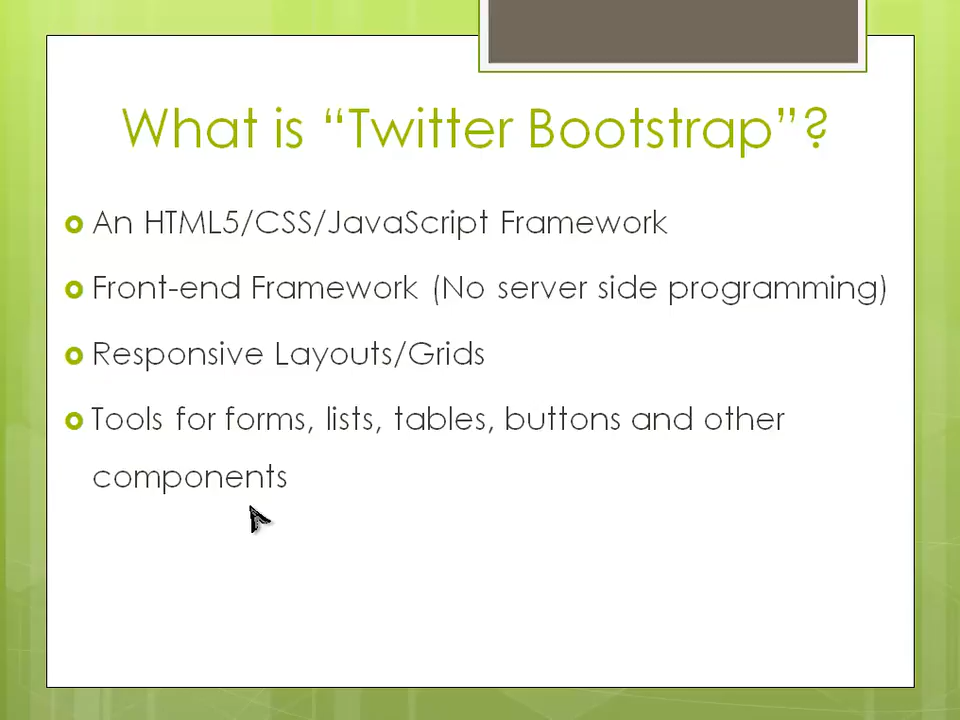 What is “Twitter Bootstrap”?
An HTML5/CSS/JavaScript Framework
Front-end Framework (No server side programming)
Responsive Layouts/Grids
Tools for forms, lists, tables, buttons and other
components